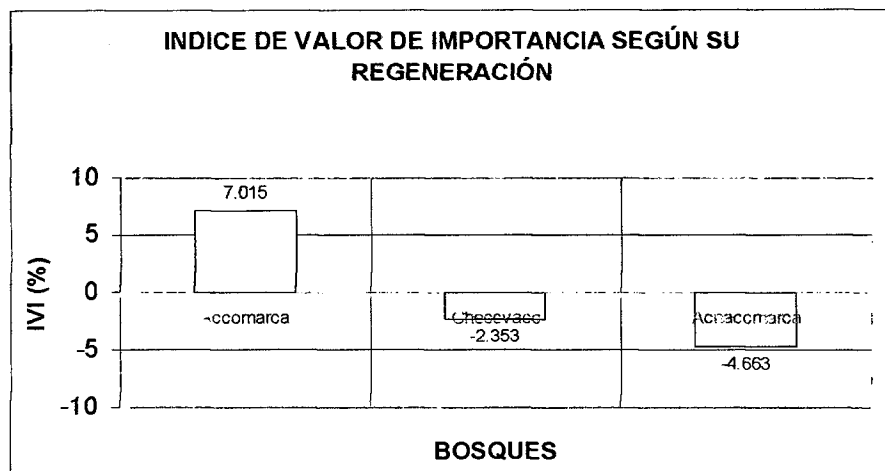 INDICE DE VALOR DE IMPORTANCIA SEGÚN SU
REGENERACIÓN
IVI (%)
10
5
0
-5
-10
7.015
-2.353
-4.663
BOSQUES